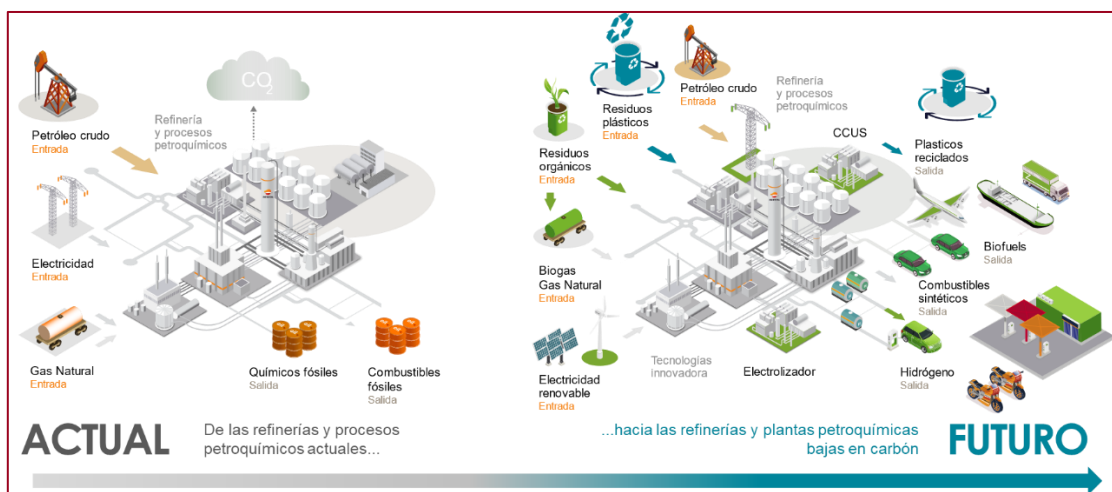 CO2
Petróleo crudo
Entrada
Refinería
y procesos
petroquímicos
Electricidad
Entrada
Gas Natural
Entrada
Químicos fósiles
Salida
Combustibles
fósiles
Salida
ACTUAL
De las refinerías y procesos
petroquímicos actuales...
Residuos
plásticos
Entrada
Petróleo crudo
Entrada
Refinería
y procesos
petroquímicos
CCUS
Plasticos
reciclados
Salida
Residuos
orgánicos
Entrada
Biogas
Gas Natural
Entrada
Biofuels
Salida
Combustibles
sintéticos
Salida
Electricidad
renovable
Entrada
Tecnologías
innovadora
Electrolizador
Hidrógeno
Salida
...hacia las refinerías y plantas petroquímicas
bajas en carbón
FUTURO